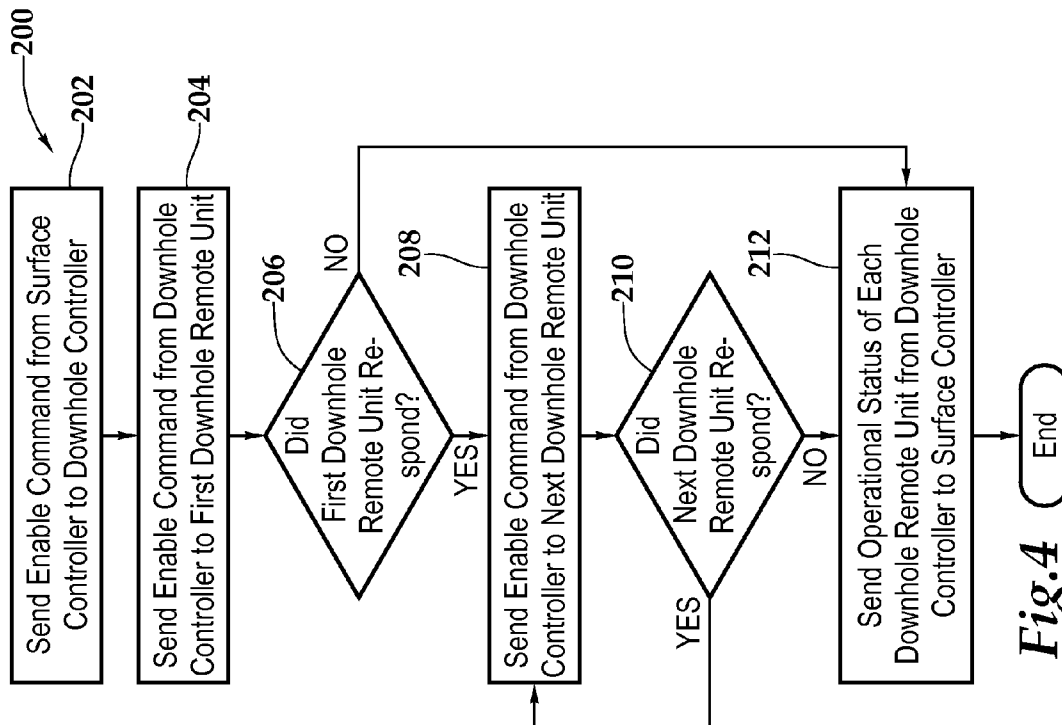 200
202
Send Enable Command from Surface
Controller to Downhole Controller
204
Send Enable Command from Downhole
Controller to First Downhole Remote Unit
206
Did
First Downhole
Remote Unit Re-
spond?
NO
YES
208
Send Enable Command from Downhole
Controller to Next Downhole Remote Unit
210
Did
Next Downhole
Remote Unit Re-
spond?
YES
NO
212
Send Operational Status of Each
Downhole Remote Unit from Downhole
Controller to Surface Controller
End
Fig.4